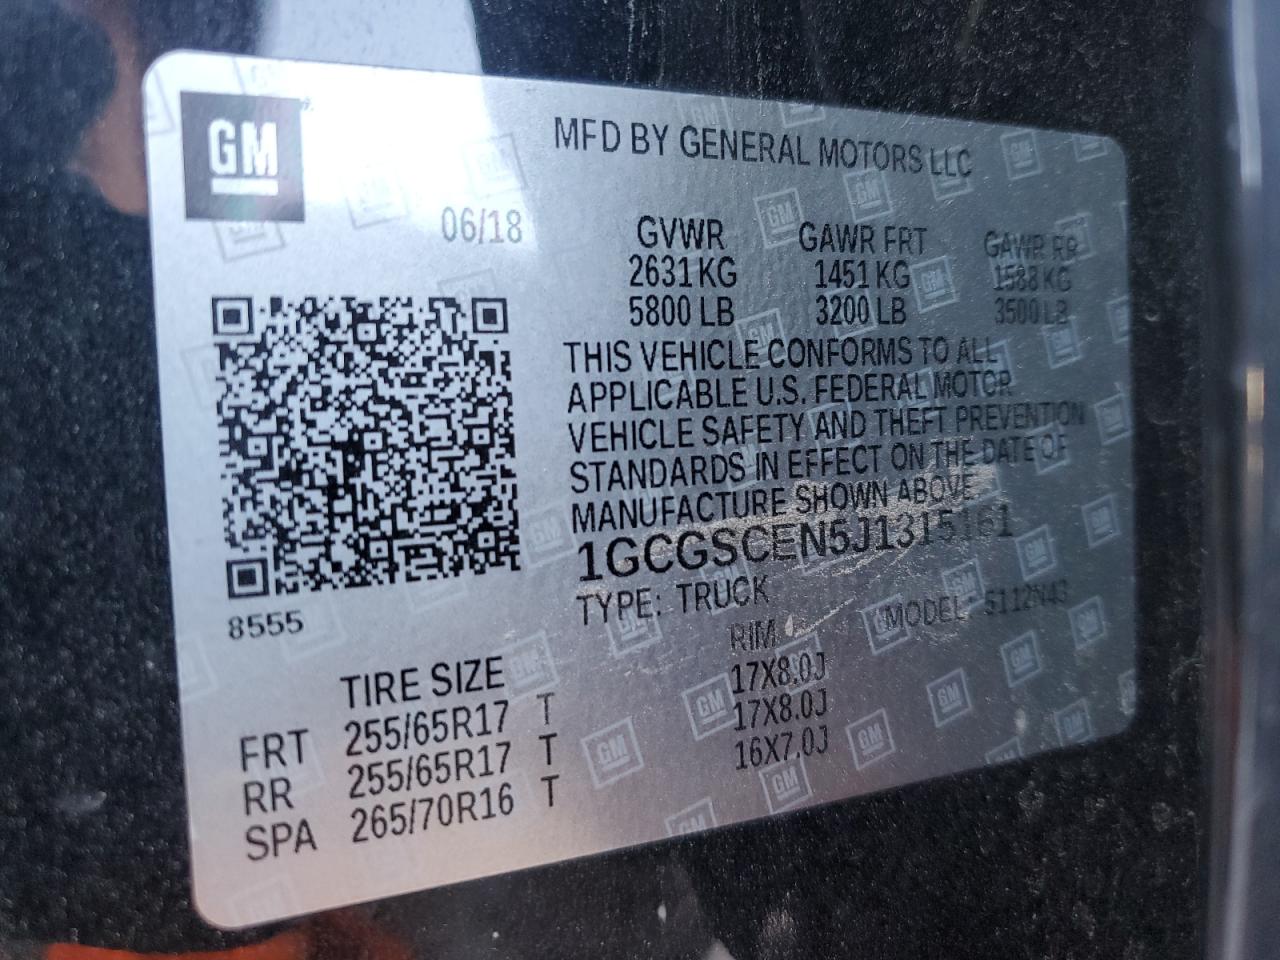 GM
MFD BY GENERAL MOTORS LLC
06/18
GVWR GAWR FRT GAWR RR
2631 KG 1451 KG 1588 KG
5800 LB 3200 LB 3500 LB
THIS VEHICLE CONFORMS TO ALL
APPLICABLE U.S. FEDERAL MOTOR
VEHICLE SAFETY AND THEFT PREVENTION
STANDARDS IN EFFECT ON THE DATE OF
MANUFACTURE SHOWN ABOVE
1GCGSCEN5J1315161
TYPE: TRUCK MODEL: S112N43
8555
TIRE SIZE RIM
FRT 255/65R17 T 17X8.0J
RR 255/65R17 T 17X8.0J
SPA 265/70R16 T 16X7.0J